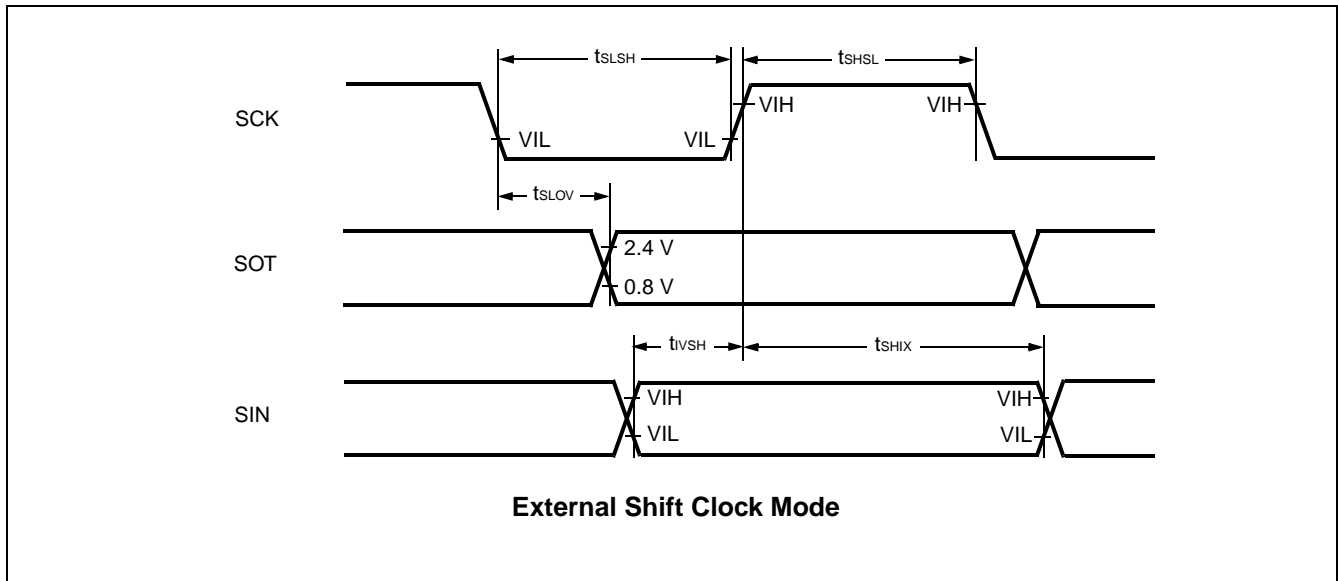 tSLSH
tSHSL
SCK
VIH
VIH
VIL
VIL
tSLOV
SOT
2.4 V
0.8 V
tIVSH
tSHIX
SIN
VIH
VIH
VIL
VIL
External Shift Clock Mode